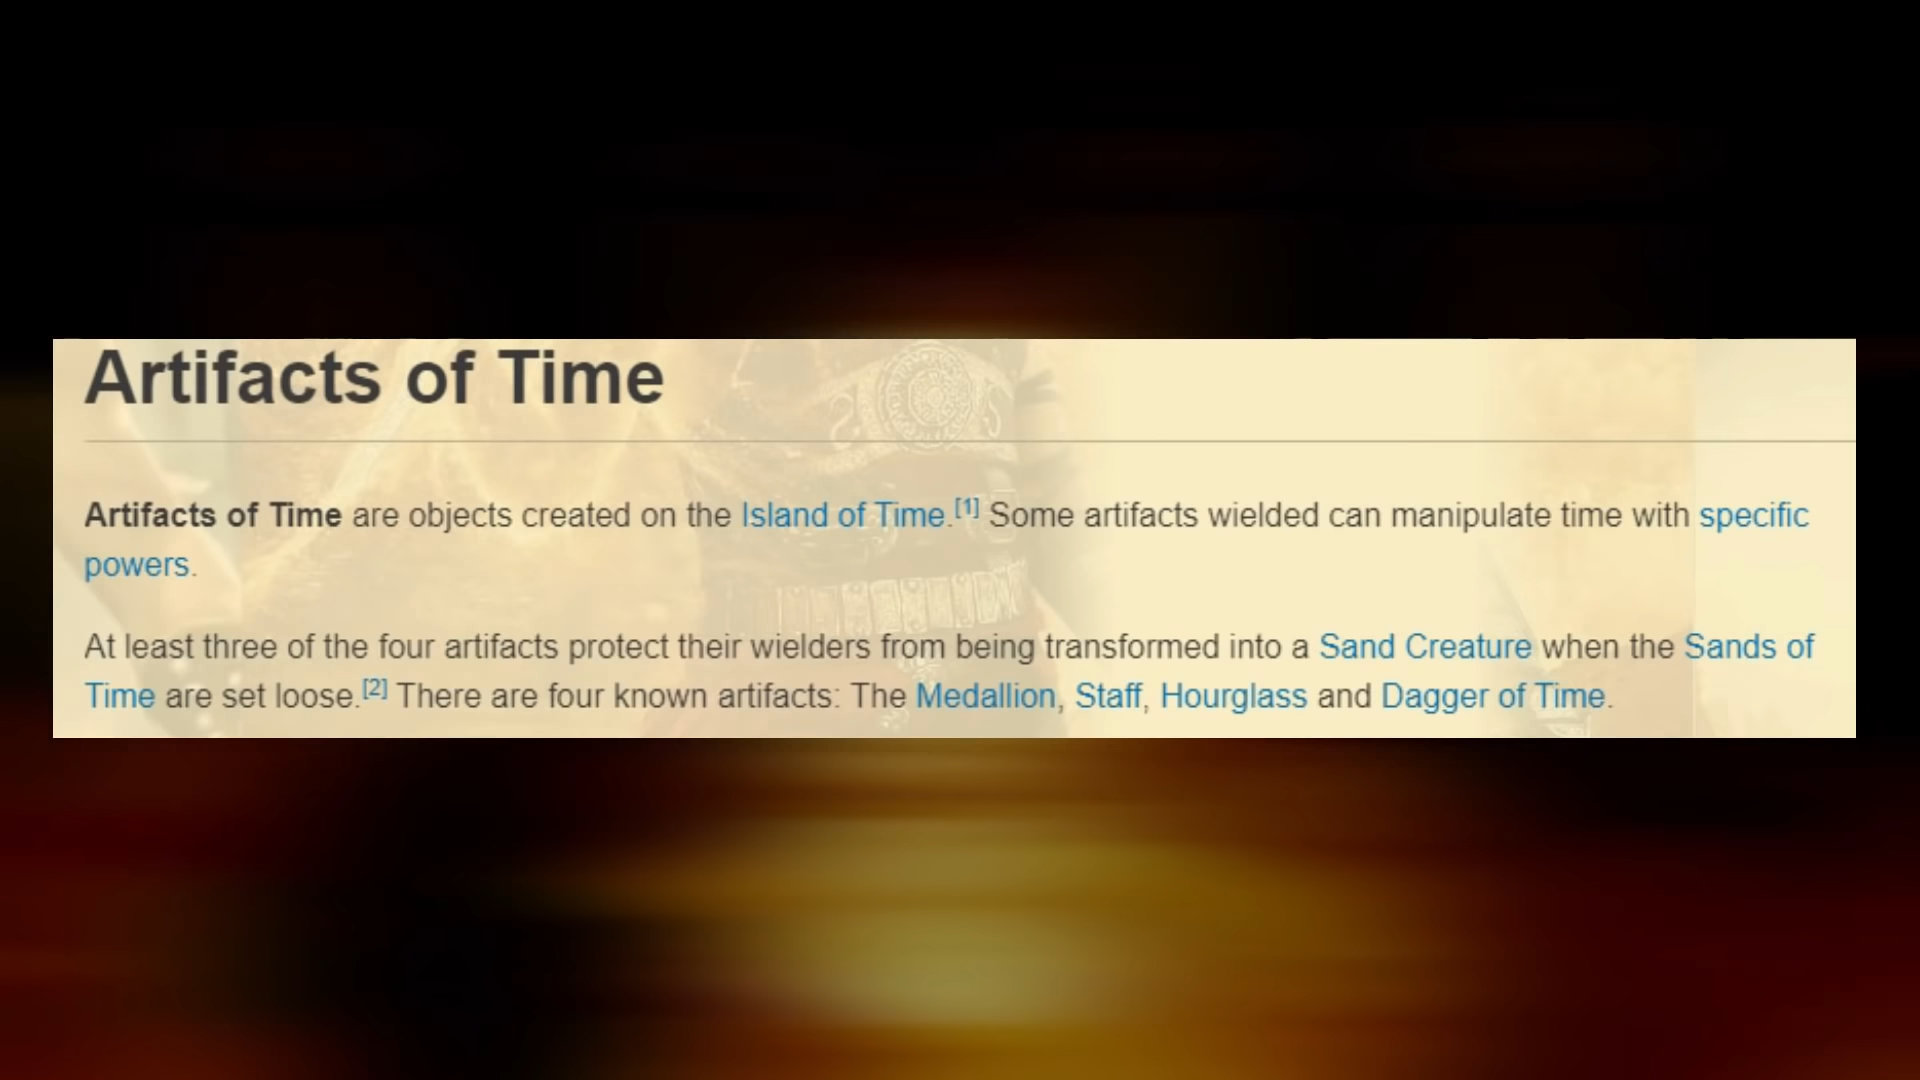 Artifacts of Time
Artifacts of Time are objects created on the Island of Time.[1] Some artifacts wielded can manipulate time with specific
powers.
At least three of the four artifacts protect their wielders from being transformed into a Sand Creature when the Sands of
Time are set loose.[2] There are four known artifacts: The Medallion, Staff, Hourglass and Dagger of Time.